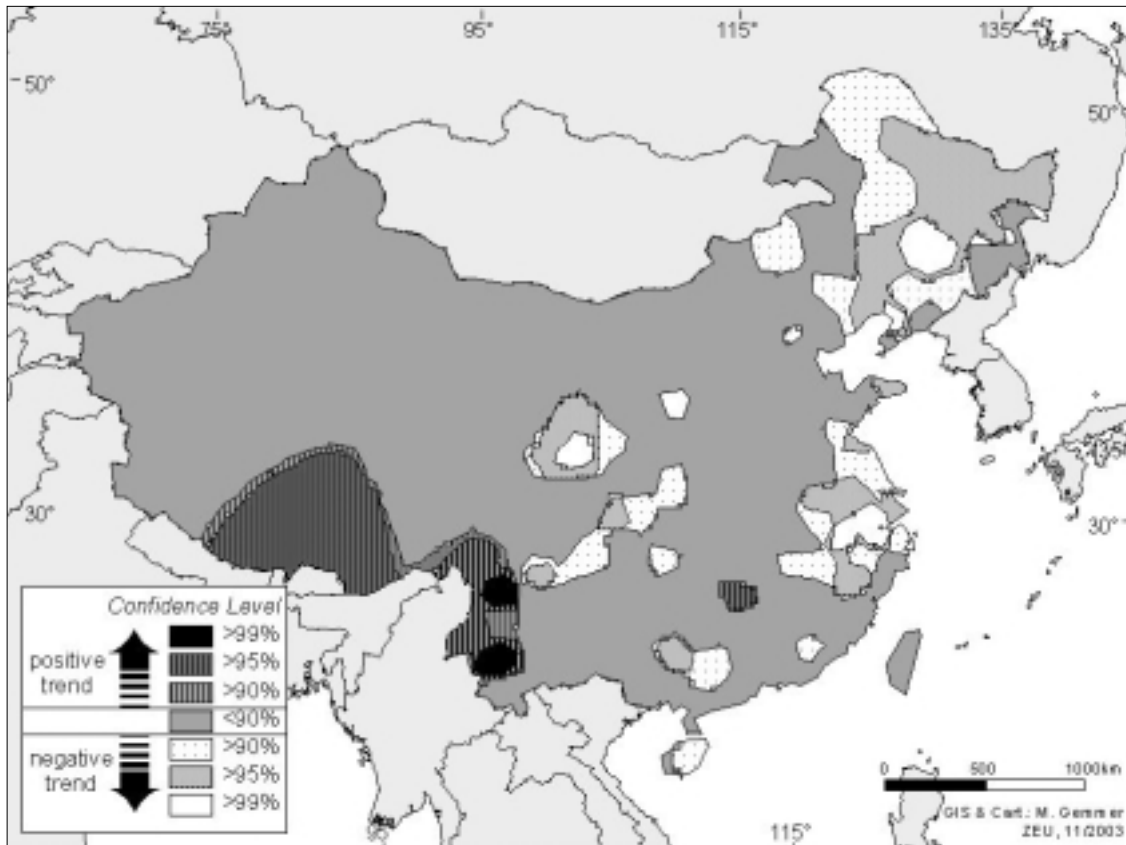 75° 95° 115° 135°
50° 50°
30° 30°
Confidence Level
>99%
>95%
>90%
<90%
>90%
>95%
>99%
positive
trend
negative
trend
0 500 1000km
GIS & Cart.: M. Gemmer
ZEU, 11/2003
95° 115°